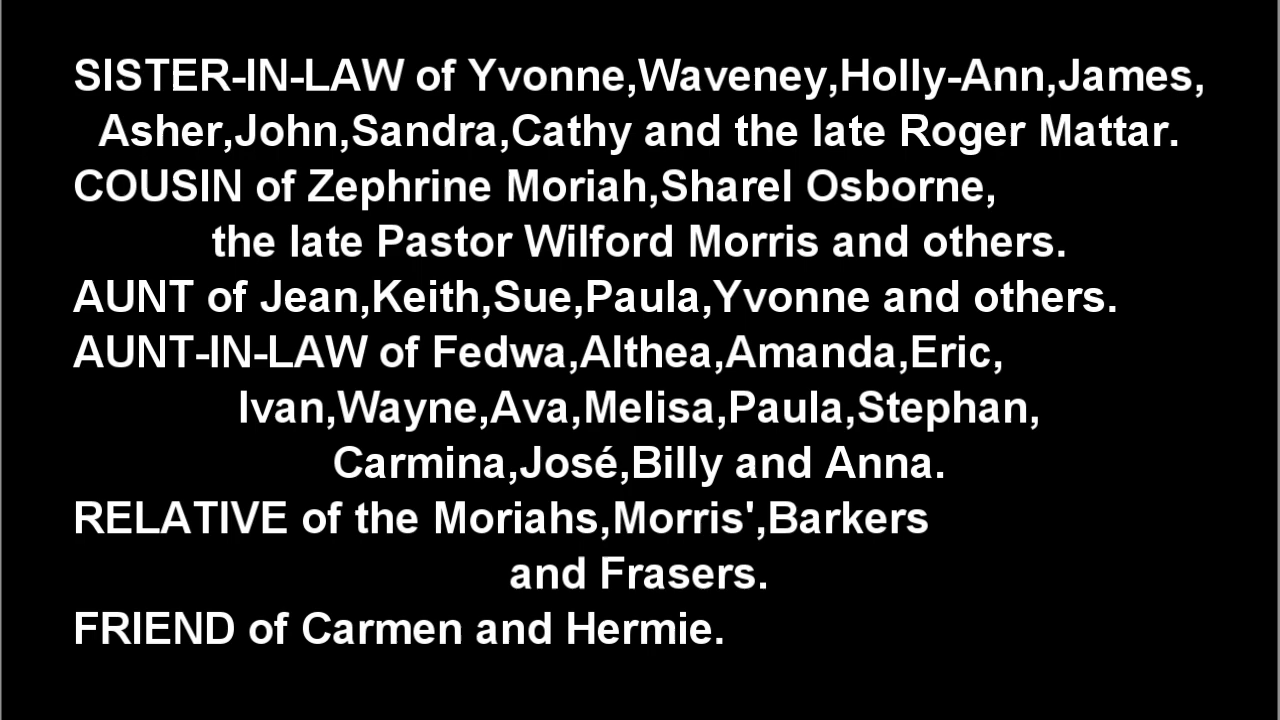 SISTER-IN-LAW of Yvonne,Waveney,Holly-Ann,James,
Asher,John,Sandra,Cathy and the late Roger Mattar.
COUSIN of Zephrine Moriah,Sharel Osborne,
the late Pastor Wilford Morris and others.
AUNT of Jean,Keith,Sue,Paula,Yvonne and others.
AUNT-IN-LAW of Fedwa,Althea,Amanda,Eric,
Ivan,Wayne,Ava,Melisa,Paula,Stephan,
Carmina,José,Billy and Anna.
RELATIVE of the Moriahs,Morris',Barkers
and Frasers.
FRIEND of Carmen and Hermie.